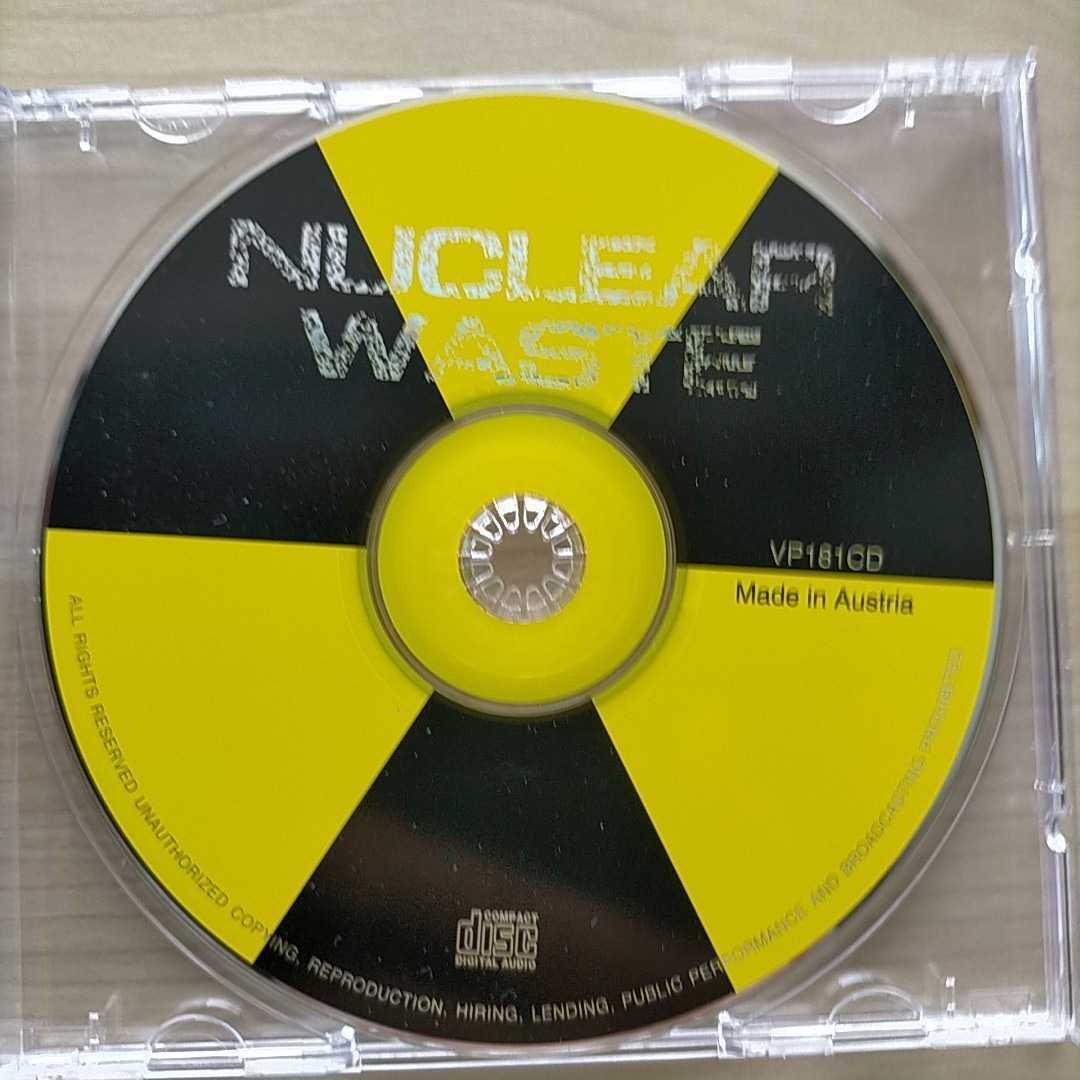 NUCLEAR
WASTE
VP181CD
Made in Austria
COMPACT
disc
DIGITAL AUDIO
ALL RIGHTS RESERVED UNAUTHORIZED COPYING, REPRODUCTION, HIRING, LENDING, PUBLIC PERFORMANCE AND BROADCASTING PROHIBITED